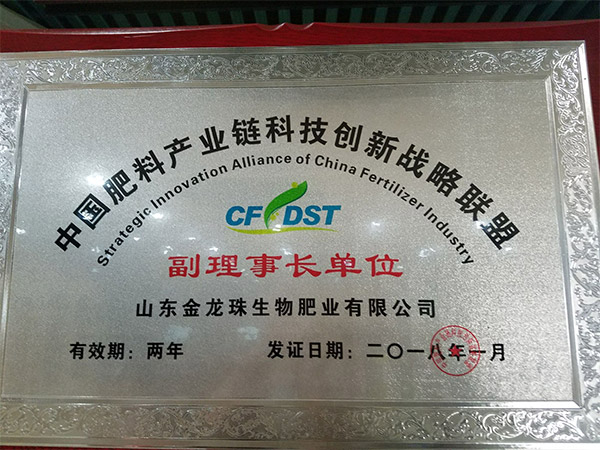 中国肥料产业链科技创新战略联盟
Strategic Innovation Alliance of China Fertilizer Industry
CF DST
副理事长单位
山东金龙珠生物肥业有限公司
有效期：两年 发证日期：二〇一八年一月